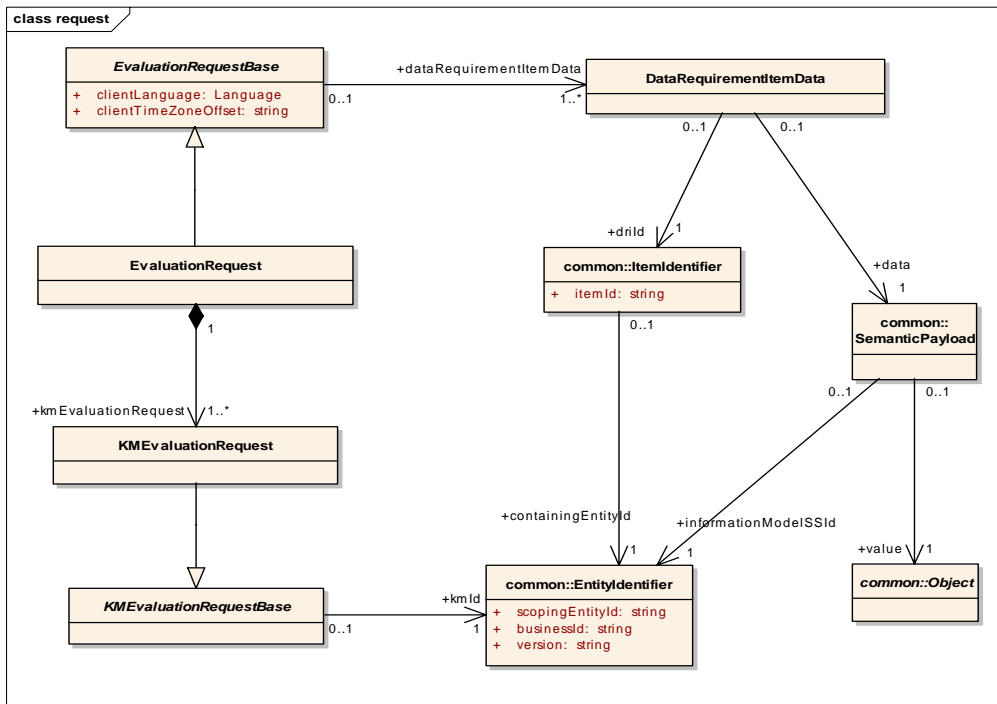 class request
EvaluationRequestBase
+ clientLanguage: Language
+ clientTimeZoneOffset: string
0..1
+dataRequirementItemData
1..*
DataRequirementItemData
0..1
0..1
EvaluationRequest
1
+driId
1
common::ItemIdentifier
+ itemId: string
0..1
+data
1
common::
SemanticPayload
0..1
0..1
+kmEvaluationRequest
1..*
KMEvaluationRequest
+containingEntityId
1
+informationModelSSId
1
+value
1
KMEvaluationRequestBase
0..1
+kmId
1
common::EntityIdentifier
+ scopingEntityId: string
+ businessId: string
+ version: string
common::Object